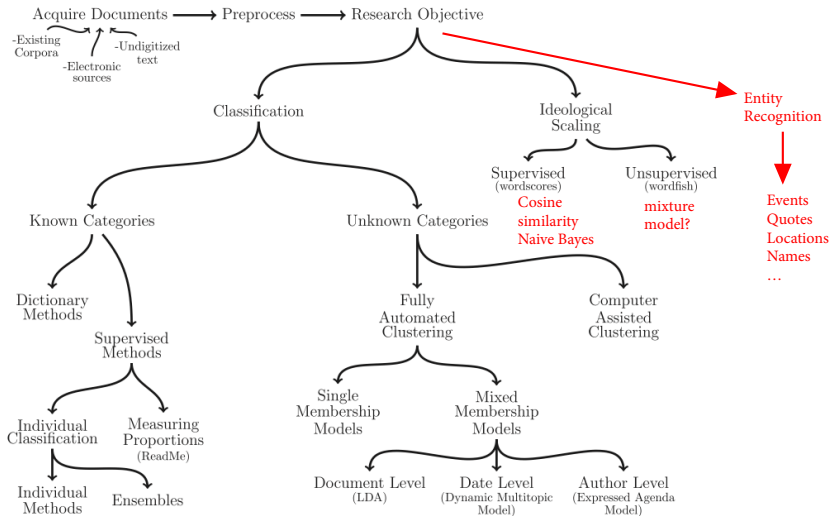 Acquire Documents
Preprocess
Research Objective
-Existing
Corpora
-Electronic
sources
-Undigitized
text
Classification
Ideological
Scaling
Entity
Recognition
Supervised
(wordscores)
Cosine
similarity
Naive Bayes
Unsupervised
(wordfish)
mixture
model?
Events
Quotes
Locations
Names
...
Known Categories
Unknown Categories
Dictionary
Methods
Supervised
Methods
Fully
Automated
Clustering
Computer
Assisted
Clustering
Individual
Classification
Measuring
Proportions
(ReadMe)
Single
Membership
Models
Mixed
Membership
Models
Individual
Methods
Ensembles
Document Level
(LDA)
Date Level
(Dynamic Multitopic
Model)
Author Level
(Expressed Agenda
Model)